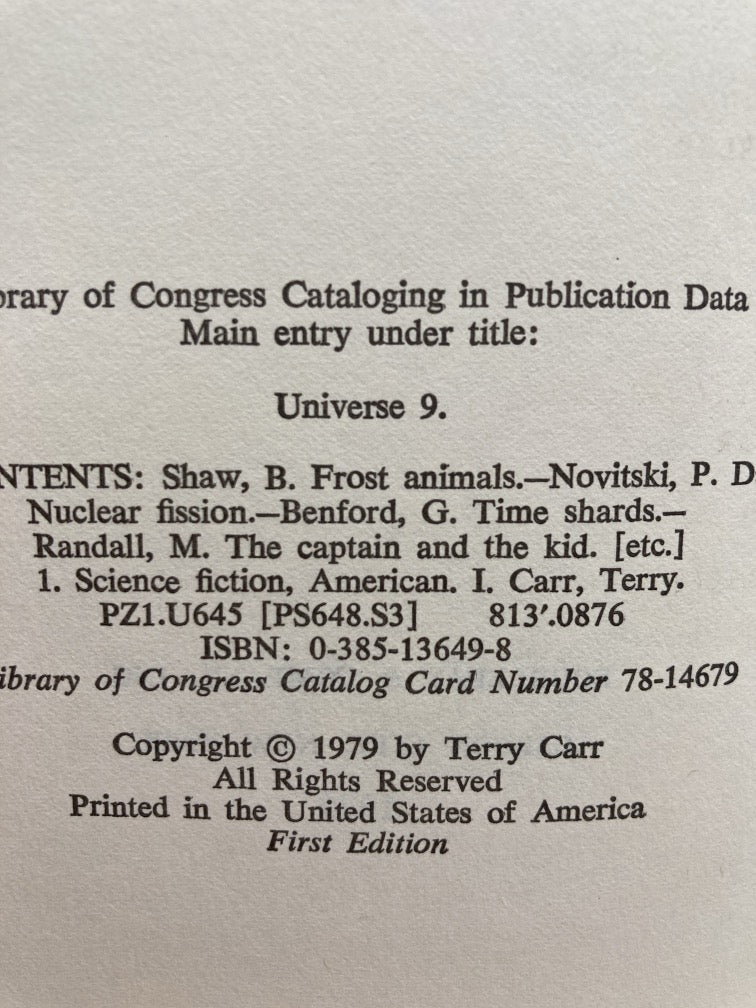 brary of Congress Cataloging in Publication Data
Main entry under title:
Universe 9.
NTENTS: Shaw, B. Frost animals.—Novitski, P. D
Nuclear fission.—Benford, G. Time shards.—
Randall, M. The captain and the kid. [etc.]
1. Science fiction, American. I. Carr, Terry.
PZ1.U645 [PS648.S3] 813′.0876
ISBN: 0-385-13649-8
ibrary of Congress Catalog Card Number 78-14679
Copyright © 1979 by Terry Carr
All Rights Reserved
Printed in the United States of America
First Edition